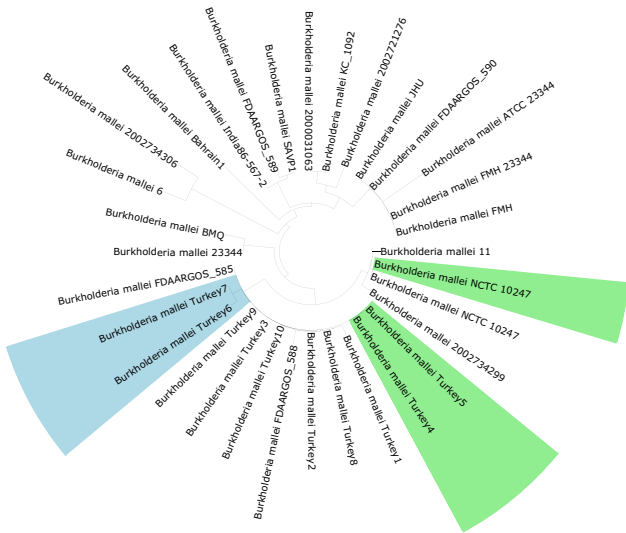 Burkholderia mallei 11
Burkholderia mallei NCTC 10247
Burkholderia mallei NCTC 10247
Burkholderia mallei 2002734299
Burkholderia mallei Turkey5
Burkholderia mallei Turkey4
Burkholderia mallei Turkey1
Burkholderia mallei Turkey8
Burkholderia mallei Turkey2
Burkholderia mallei FDAARGOS_588
Burkholderia mallei Turkey10
Burkholderia mallei Turkey3
Burkholderia mallei Turkey9
Burkholderia mallei Turkey6
Burkholderia mallei Turkey7
Burkholderia mallei FDAARGOS_585
Burkholderia mallei 23344
Burkholderia mallei BMQ
Burkholderia mallei 6
Burkholderia mallei 2002734306
Burkholderia mallei Bahrain1
Burkholderia mallei India86-567-2
Burkholderia mallei FDAARGOS_589
Burkholderia mallei SAVP1
Burkholderia mallei 2000031063
Burkholderia mallei KC_1092
Burkholderia mallei 2002721276
Burkholderia mallei JHU
Burkholderia mallei FDAARGOS_590
Burkholderia mallei ATCC 23344
Burkholderia mallei FMH 23344
Burkholderia mallei FMH